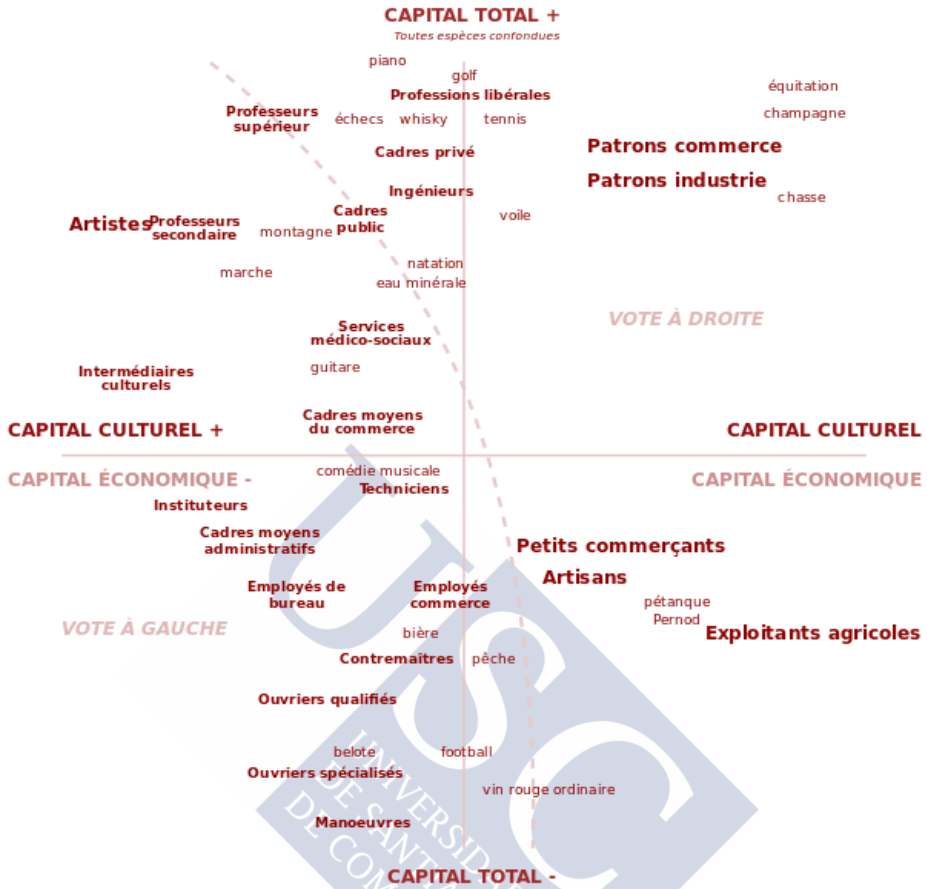 CAPITAL TOTAL +
Toutes espèces confondues
piano
golf
Professions libérales
équitation
champagne
Professeurs
supérieur
échecs
whisky
tennis
Patrons commerce
Cadres privé
Patrons industrie
Ingénieurs
chasse
Cadres
public
voile
Artistes
Professeurs
secondaire
montagne
marche
natation
eau minérale
VOTE À DROITE
Services
médico-sociaux
guitare
Intermédiaires
culturels
Cadres moyens
du commerce
CAPITAL CULTUREL +
CAPITAL CULTUREL
CAPITAL ÉCONOMIQUE -
CAPITAL ÉCONOMIQUE
comédie musicale
Techniciens
Instituteurs
Cadres moyens
administratifs
Petits commerçants
Artisans
Employés de
bureau
Employés
commerce
pétanque
Pernod
Exploitants agricoles
VOTE À GAUCHE
bière
Contremaîtres
pêche
Ouvriers qualifiés
belote
football
Ouvriers spécialisés
vin rouge ordinaire
Manoeuvres
CAPITAL TOTAL -
USC